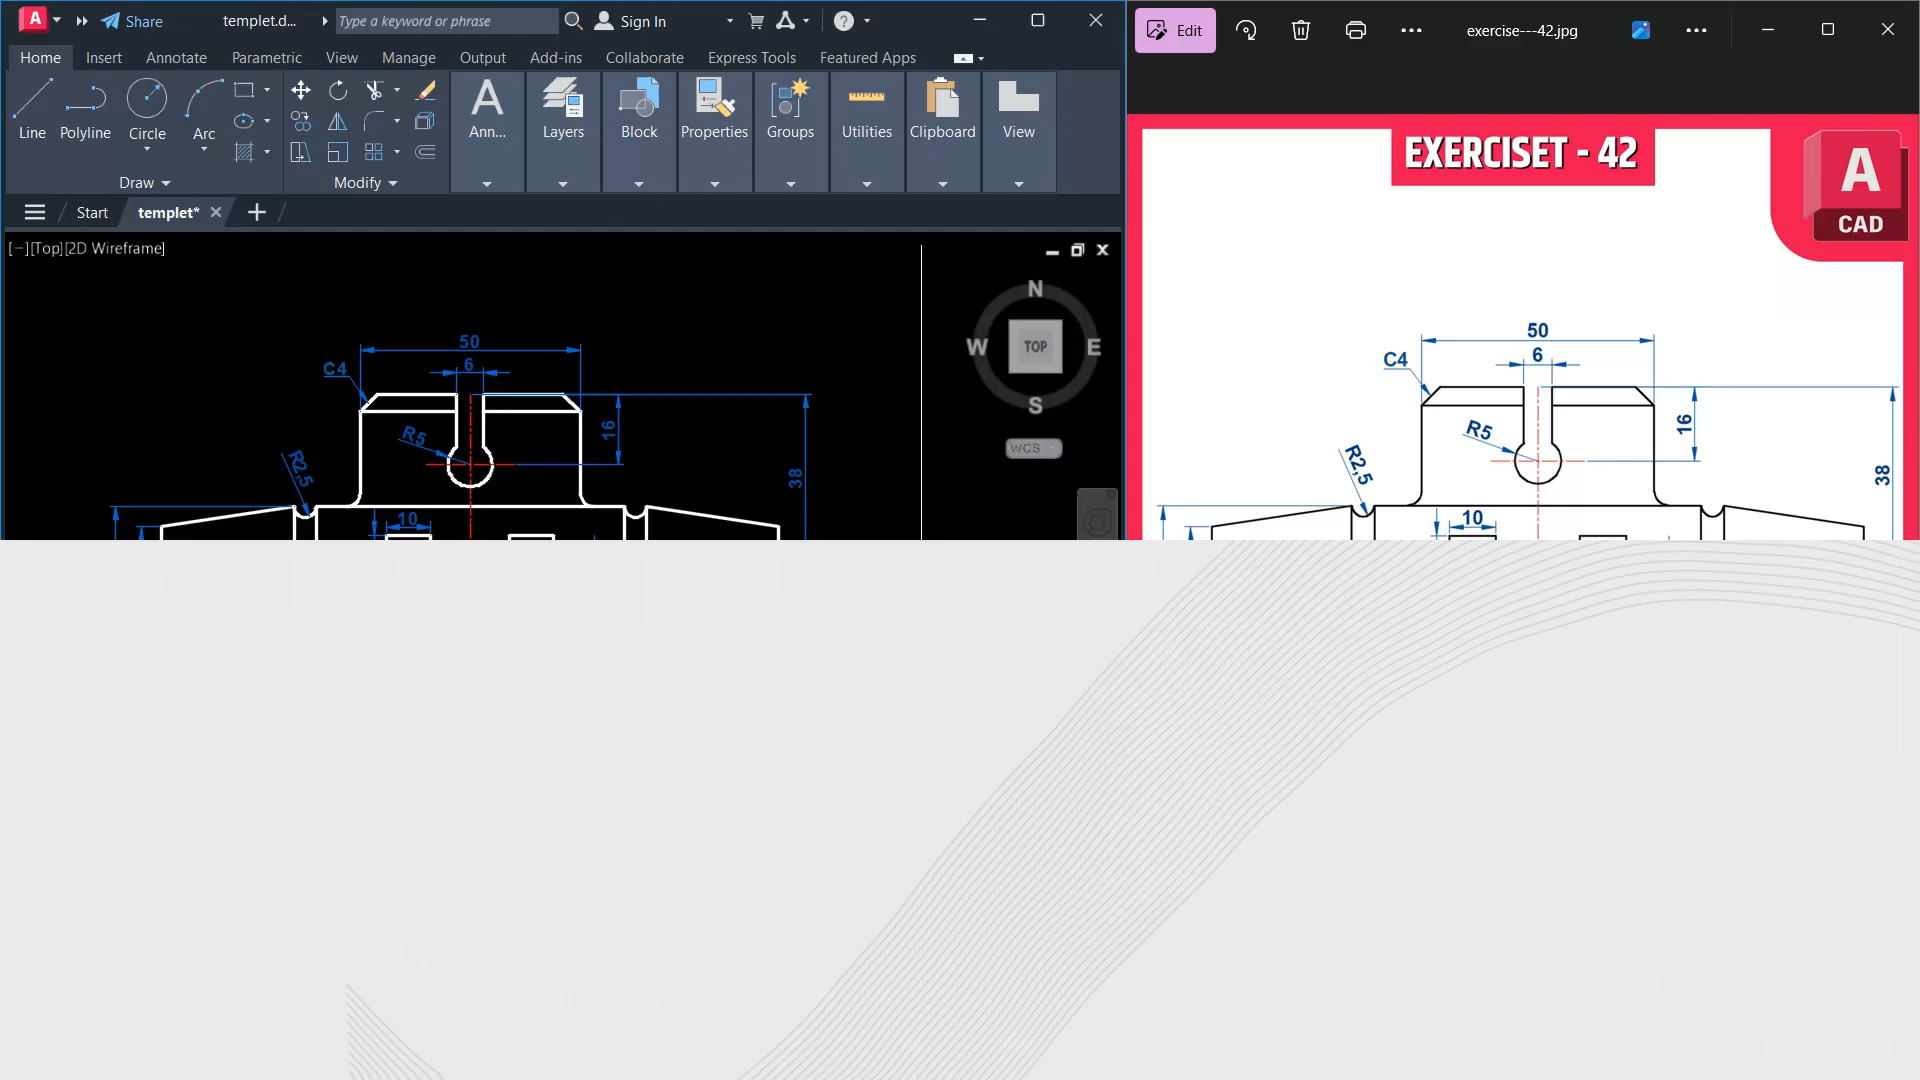 A
Share
templet.d...
Type a keyword or phrase
Sign In
?
Home
Insert
Annotate
Parametric
View
Manage
Output
Add-ins
Collaborate
Express Tools
Featured Apps
Line
Polyline
Circle
Arc
Draw
Modify
A
Ann...
Layers
Block
Properties
Groups
Utilities
Clipboard
View
Start
templet*
[−][Top][2D Wireframe]
N
W
TOP
E
S
WCS
50
6
C4
R5
16
R2,5
38
10
Edit
exercise---42.jpg
EXERCISET - 42
A
CAD
50
6
C4
R5
16
R2,5
38
10